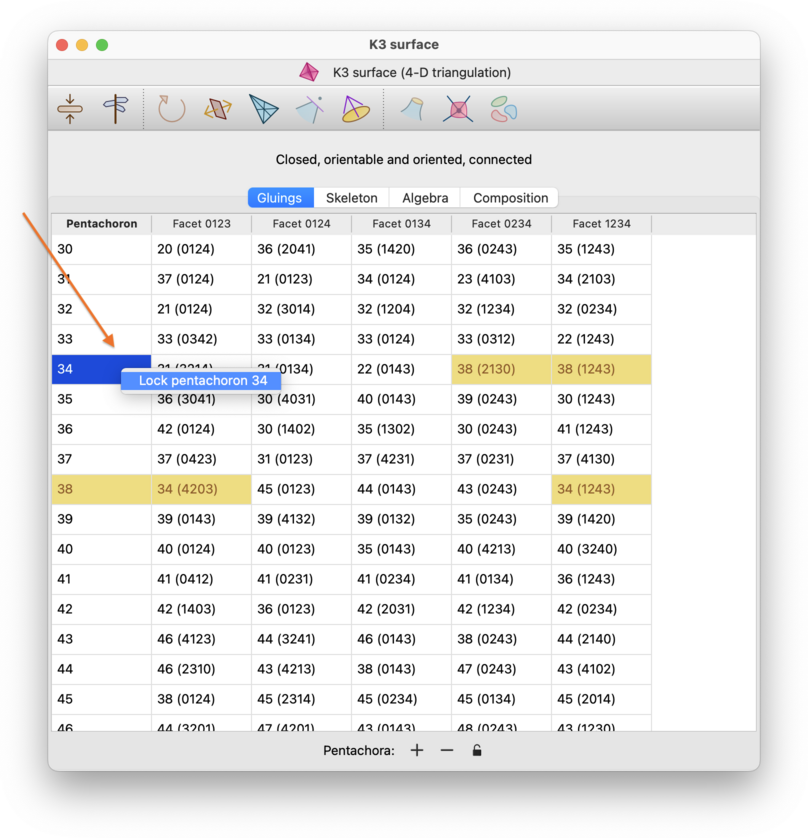 K3 surface
K3 surface (4-D triangulation)
Closed, orientable and oriented, connected
Gluings Skeleton Algebra Composition
Pentachoron Facet 0123 Facet 0124 Facet 0134 Facet 0234 Facet 1234
30 20 (0124) 36 (2041) 35 (1420) 36 (0243) 35 (1243)
31 37 (0124) 21 (0123) 34 (0124) 23 (4103) 34 (2103)
32 21 (0124) 32 (3014) 32 (1204) 32 (1234) 32 (0234)
33 33 (0342) 33 (0134) 33 (0124) 33 (0312) 22 (1243)
34 31 (3214) 31 (0134) 22 (0143) 38 (2130) 38 (1243)
Lock pentachoron 34
35 36 (3041) 30 (4031) 40 (0143) 39 (0243) 30 (1243)
36 42 (0124) 30 (1402) 35 (1302) 30 (0243) 41 (1243)
37 37 (0423) 31 (0123) 37 (4231) 37 (0231) 37 (4130)
38 34 (4203) 45 (0123) 44 (0143) 43 (0243) 34 (1243)
39 39 (0143) 39 (4132) 39 (0132) 35 (0243) 39 (1420)
40 40 (0124) 40 (0123) 35 (0143) 40 (4213) 40 (3240)
41 41 (0412) 41 (0231) 41 (0234) 41 (0134) 36 (1243)
42 42 (1403) 36 (0123) 42 (2031) 42 (1234) 42 (0234)
43 46 (4123) 44 (3241) 46 (0143) 38 (0243) 44 (2140)
44 46 (2310) 43 (4213) 38 (0143) 47 (0243) 43 (4102)
45 38 (0124) 45 (2314) 45 (0234) 45 (0134) 45 (2014)
46 44 (3201) 47 (4201) 43 (0143) 48 (0243) 43 (1230)
Pentachora: + −